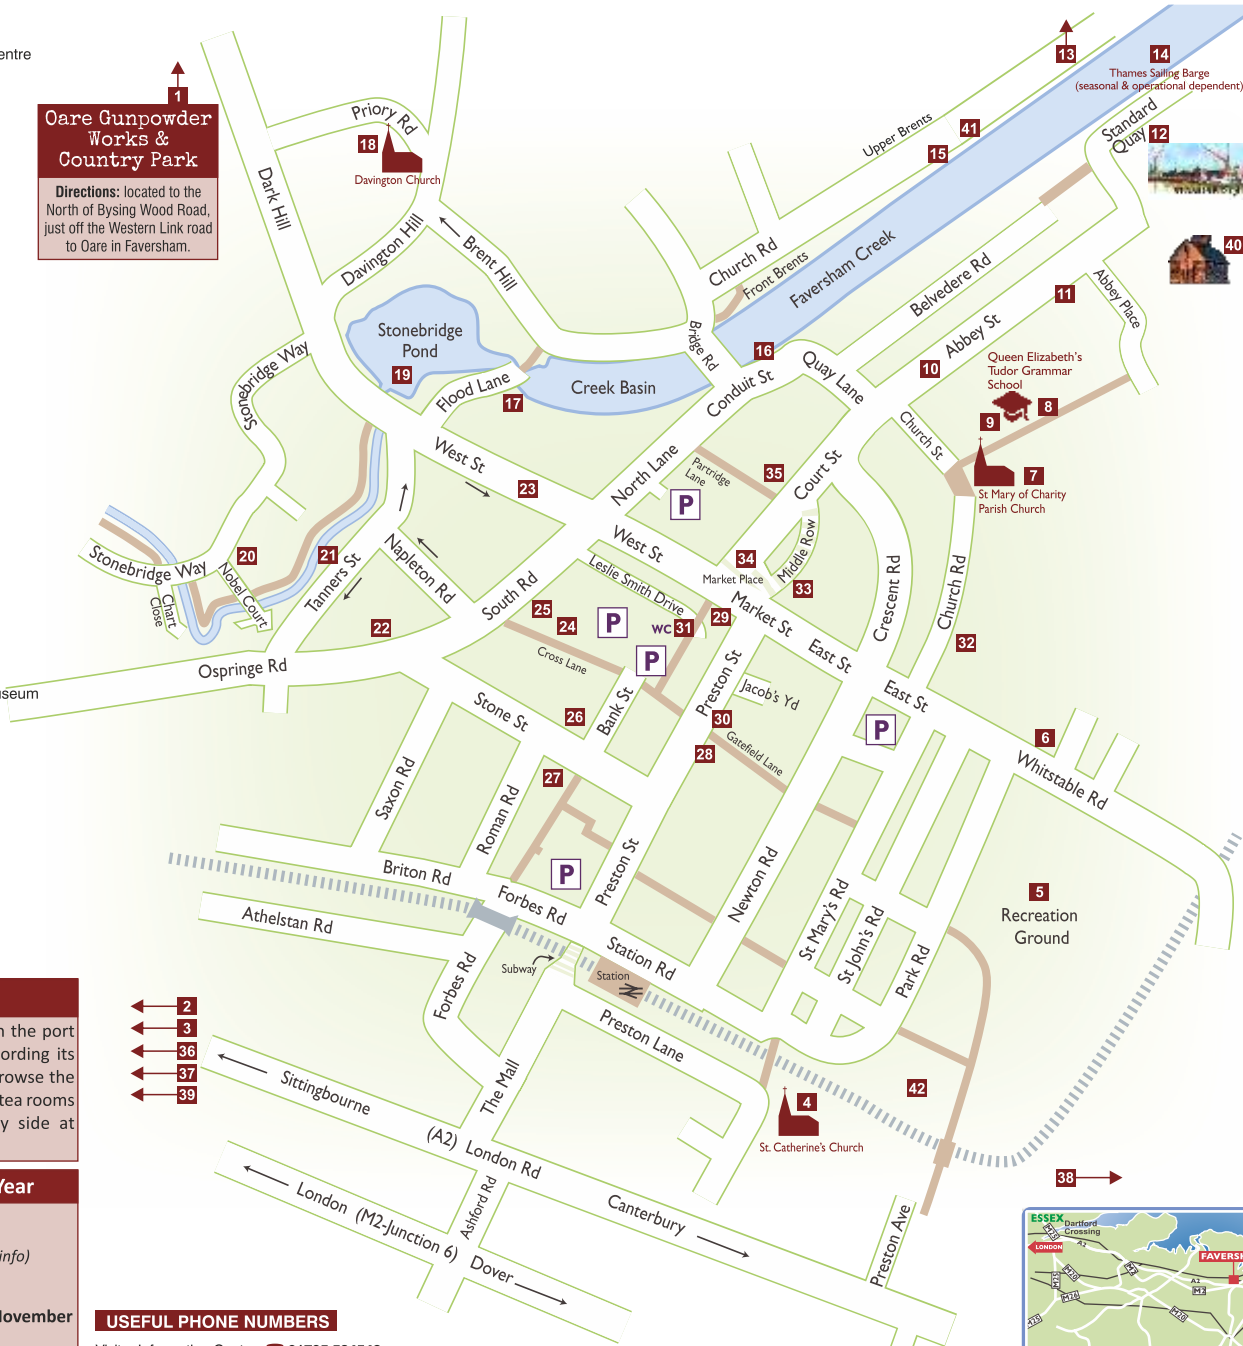 entre
1
Oare Gunpowder
Works &
Country Park
Directions: located to the
North of Bysing Wood Road,
just off the Western Link road
to Oare in Faversham.
Dark Hill
Priory Rd
18
Davington Church
Davington Hill
Brent Hill
13
14
Thames Sailing Barge
(seasonal & operational dependent)
Standard
Quay
12
40
Upper Brents
41
15
Church Rd
Front Brents
Faversham Creek
Belvedere Rd
11
Abbey Place
Abbey St
10
Bridge Rd
16
Quay Lane
Conduit St
Stonebridge
Pond
19
Flood Lane
17
Creek Basin
Stonebridge Way
Queen Elizabeth's
Tudor Grammar
School
8
9
Church St
7
St Mary of Charity
Parish Church
West St
23
North Lane
Partridge
Lane
35
Court St
P
West St
34
Market Place
Middle Row
33
Leslie Smith Drive
Market St
Crescent Rd
Church Rd
32
20
21
Stonebridge Way
Chart
Close
Nobel Court
Tanners St
Napleton Rd
22
South Rd
25
24
P
WC
31
29
P
Cross Lane
Ospringe Rd
East St
East St
useum
Stone St
26
Bank St
Preston St
Jacob's Yd
30
28
Gatefield Lane
P
6
Whitstable Rd
Saxon Rd
27
Roman Rd
P
Preston St
Newton Rd
Briton Rd
Forbes Rd
Athelstan Rd
St Mary's Rd
St John's Rd
Park Rd
5
Recreation
Ground
Station Rd
Subway
Station
Forbes Rd
Preston Lane
2
3
36
37
39
n the port
ording its
rowse the
tea rooms
y side at
The Mall
Sittingbourne
(A2) London Rd
4
St. Catherine's Church
42
38
Year
info)
November
London (M2-Junction 6) Dover
Ashford Rd
Canterbury
Preston Ave
ESSEX
Dartford
Crossing
M25
A2
LONDON
FAVERSH
M25
M20
M26
M2
A2
M2
M20
M25
USEFUL PHONE NUMBERS